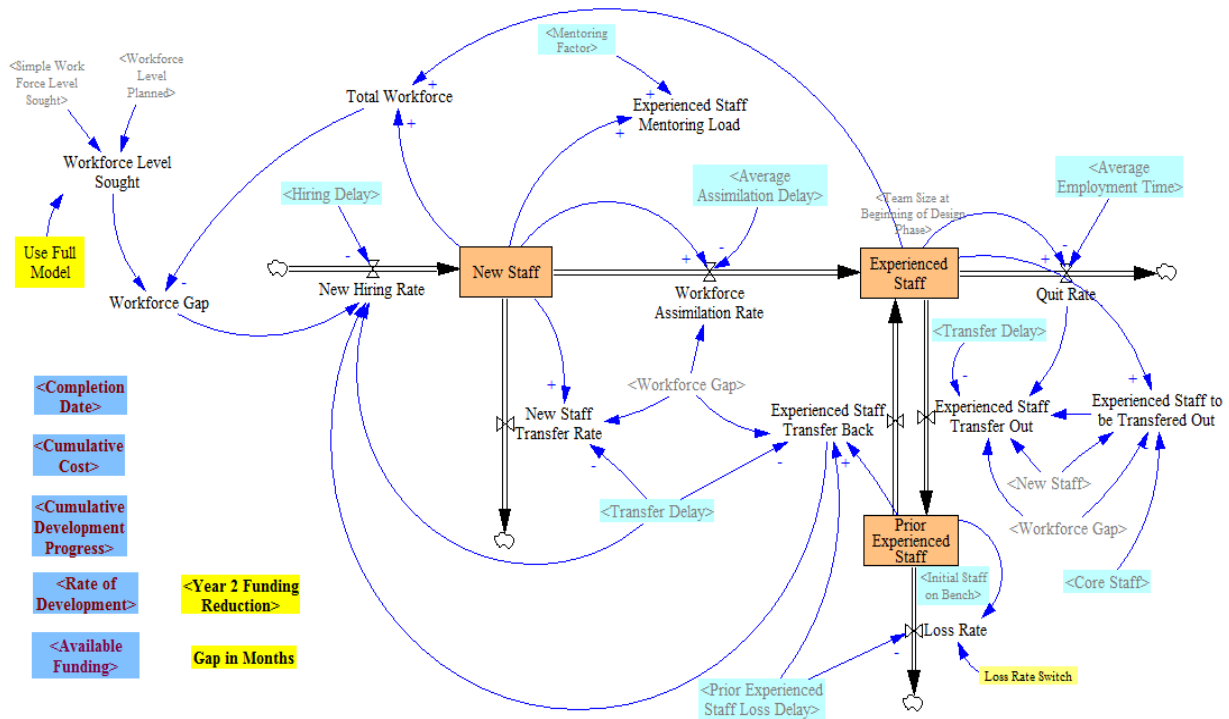 <Mentoring
Factor>
<Simple Work
Force Level
Sought>
<Workforce
Level
Planned>
Total Workforce
Experienced Staff
Mentoring Load
Workforce Level
Sought
<Hiring Delay>
<Average
Assimilation Delay>
<Average
Employment Time>
<Team Size at
Beginning of Design
Phase>
Use Full
Model
New Staff
Experienced
Staff
Workforce Gap
New Hiring Rate
Workforce
Assimilation Rate
Quit Rate
<Transfer Delay>
<Workforce Gap>
<Completion
Date>
New Staff
Transfer Rate
Experienced Staff
Transfer Back
Experienced Staff
Transfer Out
Experienced Staff to
be Transfered Out
<Cumulative
Cost>
<New Staff>
<Cumulative
Development
Progress>
<Transfer Delay>
<Workforce Gap>
Prior
Experienced
Staff
<Rate of
Development>
<Year 2 Funding
Reduction>
<Initial Staff
on Bench>
<Core Staff>
Loss Rate
<Available
Funding>
Gap in Months
Loss Rate Switch
<Prior Experienced
Staff Loss Delay>
+
+
+
+
+
+
+
+
+
+
-
-
-
-
-
-
-
-